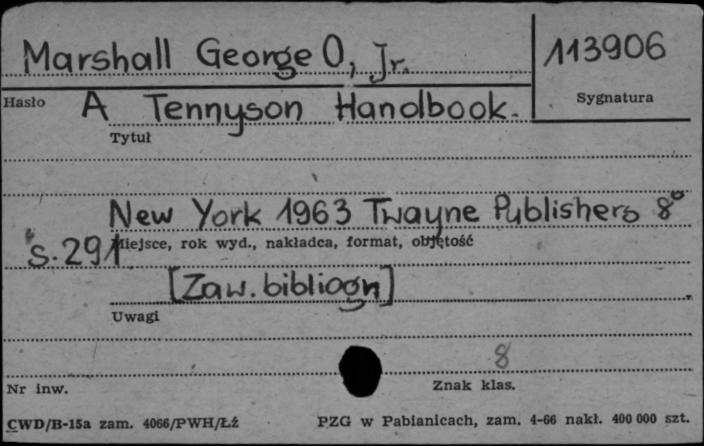 Marshall George O, Jr.
113906
Hasło
Sygnatura
A Tennyson Handbook.
Tytuł
New York 1963 Twayne Publishers 8°
Miejsce, rok wyd., nakładca, format, objętość
s. 291
[Zaw. bibliogr]
Uwagi
8
Nr inw.
Znak klas.
CWD/B-15a zam. 4066/PWH/Łź
PZG w Pabianicach, zam. 4-66 nakł. 400 000 szt.